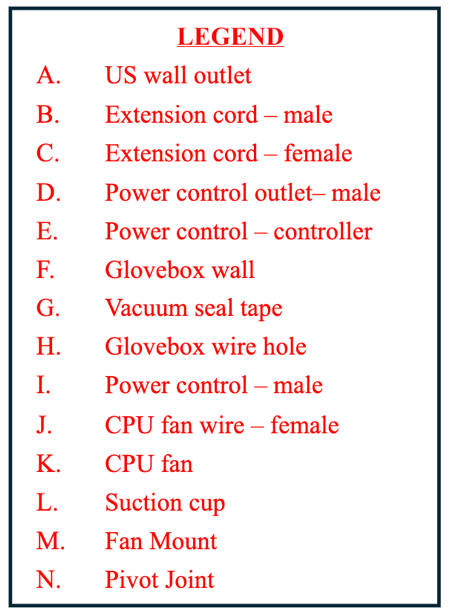 LEGEND
A. US wall outlet
B. Extension cord – male
C. Extension cord – female
D. Power control outlet– male
E. Power control – controller
F. Glovebox wall
G. Vacuum seal tape
H. Glovebox wire hole
I. Power control – male
J. CPU fan wire – female
K. CPU fan
L. Suction cup
M. Fan Mount
N. Pivot Joint